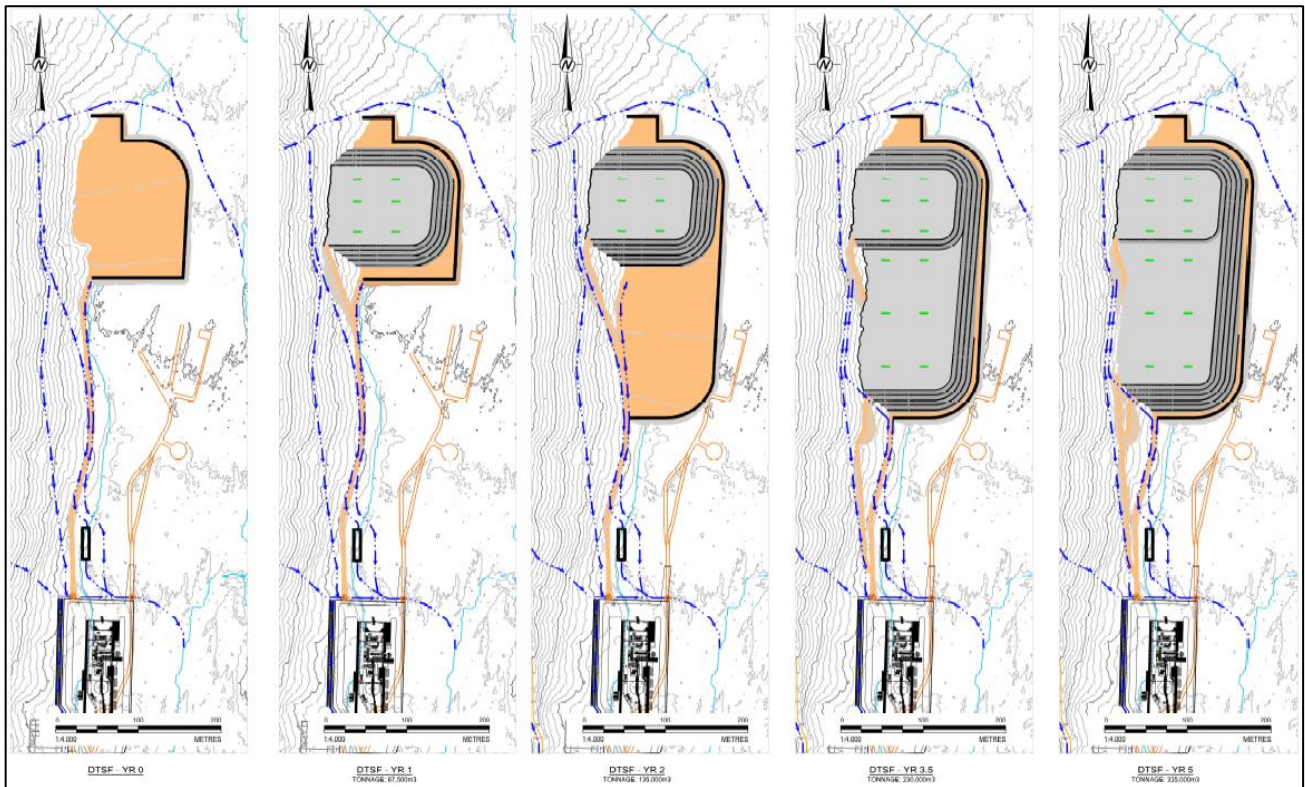 N
N
N
N
N
0 100 200
1:4,000 METRES
DTSF - YR 0
0 100 200
1:4,000 METRES
DTSF - YR 1
TONNAGE: 67,500m3
0 100 200
1:4,000 METRES
DTSF - YR 2
TONNAGE: 135,000m3
0 100 200
1:4,000 METRES
DTSF - YR 3.5
TONNAGE: 230,000m3
0 100 200
1:4,000 METRES
DTSF - YR 5
TONNAGE: 335,000m3